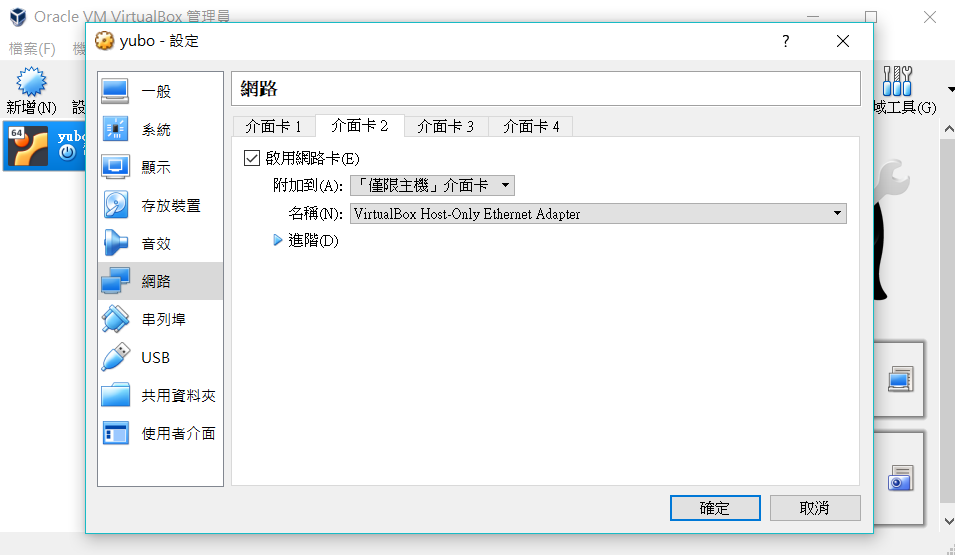 Oracle VM VirtualBox 管理員
檔案(F)
新增(N)
域工具(G)
64
yubo - 設定
?
一般
系統
顯示
存放裝置
音效
網路
串列埠
USB
共用資料夾
使用者介面
網路
介面卡 1
介面卡 2
介面卡 3
介面卡 4
啟用網路卡(E)
附加到(A):
「僅限主機」介面卡
名稱(N):
VirtualBox Host-Only Ethernet Adapter
進階(D)
確定
取消